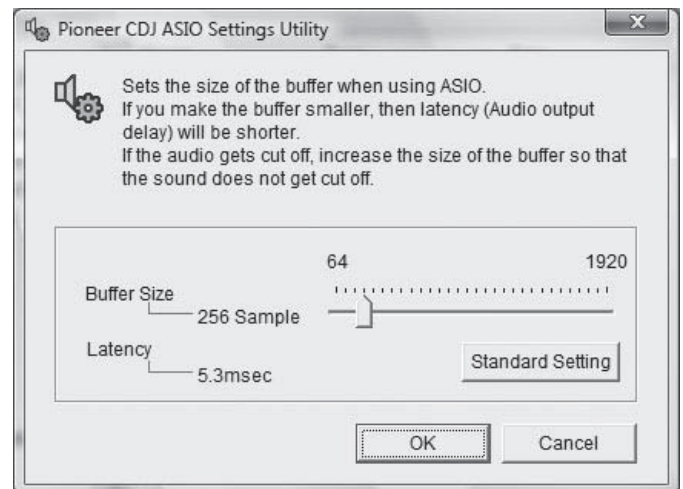 Pioneer CDJ ASIO Settings Utility
Sets the size of the buffer when using ASIO.
If you make the buffer smaller, then latency (Audio output
delay) will be shorter.
If the audio gets cut off, increase the size of the buffer so that
the sound does not get cut off.
64 1920
Buffer Size
256 Sample
Latency
5.3msec
Standard Setting
OK Cancel